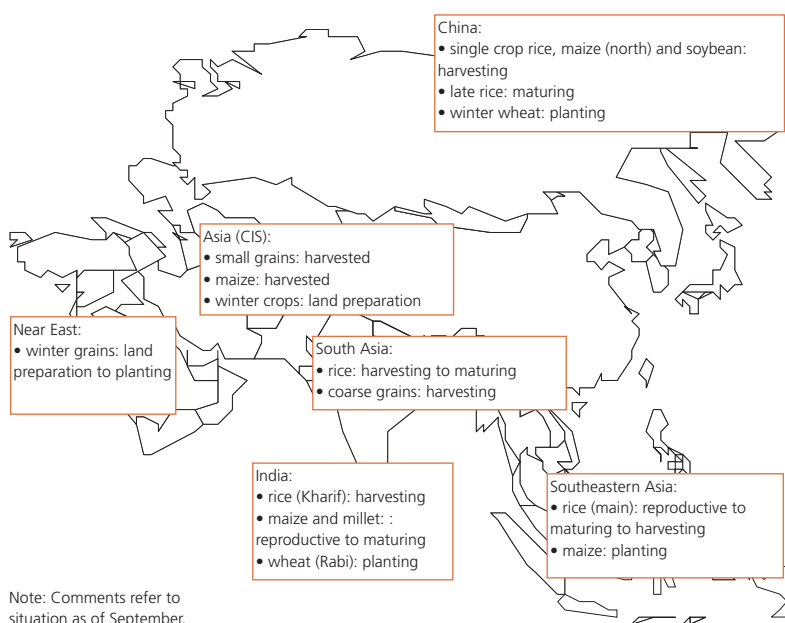 China:
• single crop rice, maize (north) and soybean:
harvesting
• late rice: maturing
• winter wheat: planting
Asia (CIS):
• small grains: harvested
• maize: harvested
• winter crops: land preparation
Near East:
• winter grains: land
preparation to planting
South Asia:
• rice: harvesting to maturing
• coarse grains: harvesting
India:
• rice (Kharif): harvesting
• maize and millet: :
reproductive to maturing
• wheat (Rabi): planting
Southeastern Asia:
• rice (main): reproductive to
maturing to harvesting
• maize: planting
Note: Comments refer to
situation as of September.